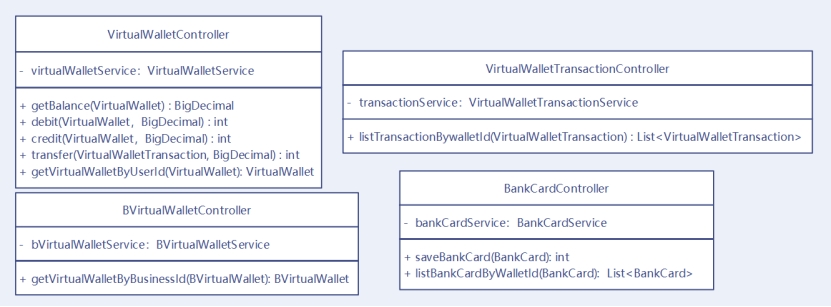 VirtualWalletController
- virtualWalletService: VirtualWalletService
+ getBalance(VirtualWallet) : BigDecimal
+ debit(VirtualWallet, BigDecimal) : int
+ credit(VirtualWallet, BigDecimal) : int
+ transfer(VirtualWalletTransaction, BigDecimal) : int
+ getVirtualWalletByUserId(VirtualWallet): VirtualWallet
VirtualWalletTransactionController
- transactionService: VirtualWalletTransactionService
+ listTransactionBywalletId(VirtualWalletTransaction) : List<VirtualWalletTransaction>
BVirtualWalletController
- bVirtualWalletService: BVirtualWalletService
+ getVirtualWalletByBusinessId(BVirtualWallet): BVirtualWallet
BankCardController
- bankCardService: BankCardService
+ saveBankCard(BankCard): int
+ listBankCardByWalletId(BankCard): List<BankCard>